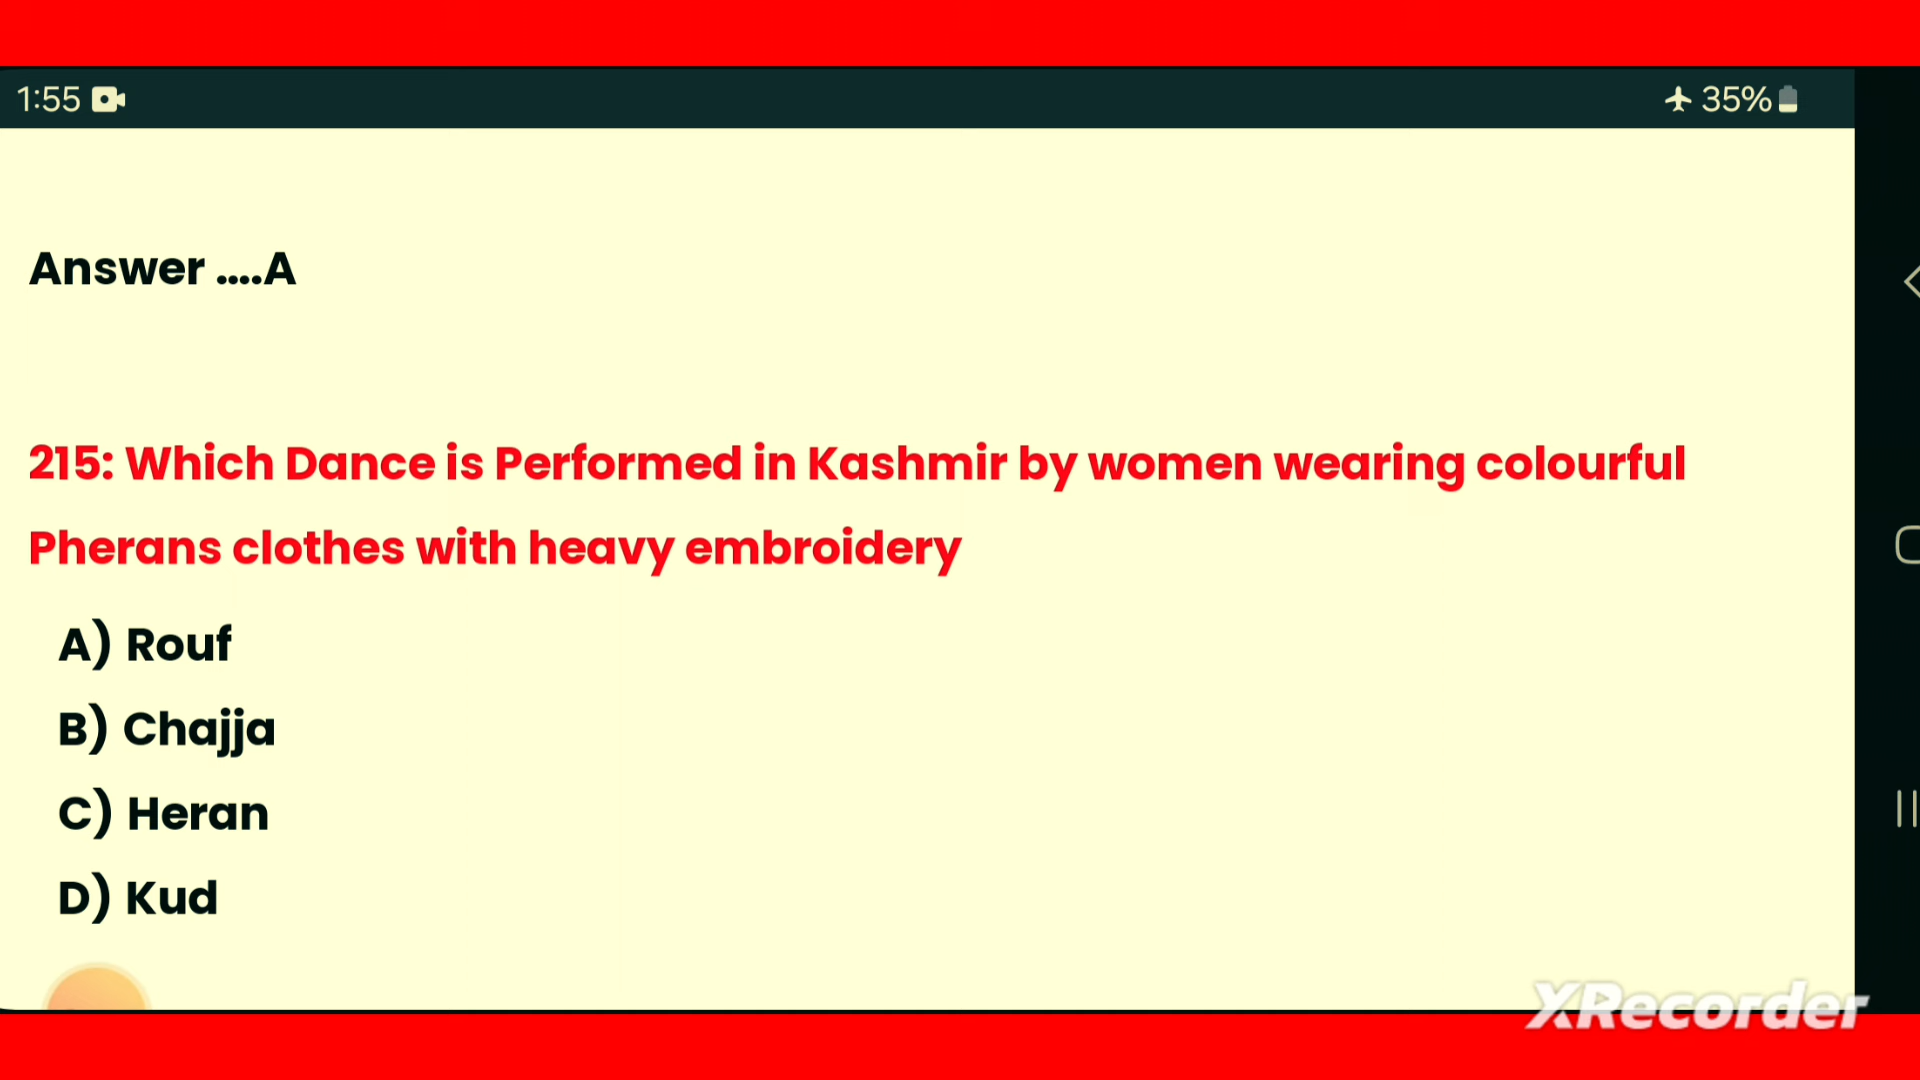 1:55
35%
Answer ....A
215: Which Dance is Performed in Kashmir by women wearing colourful
Pherans clothes with heavy embroidery
A) Rouf
B) Chajja
C) Heran
D) Kud
XRecorder